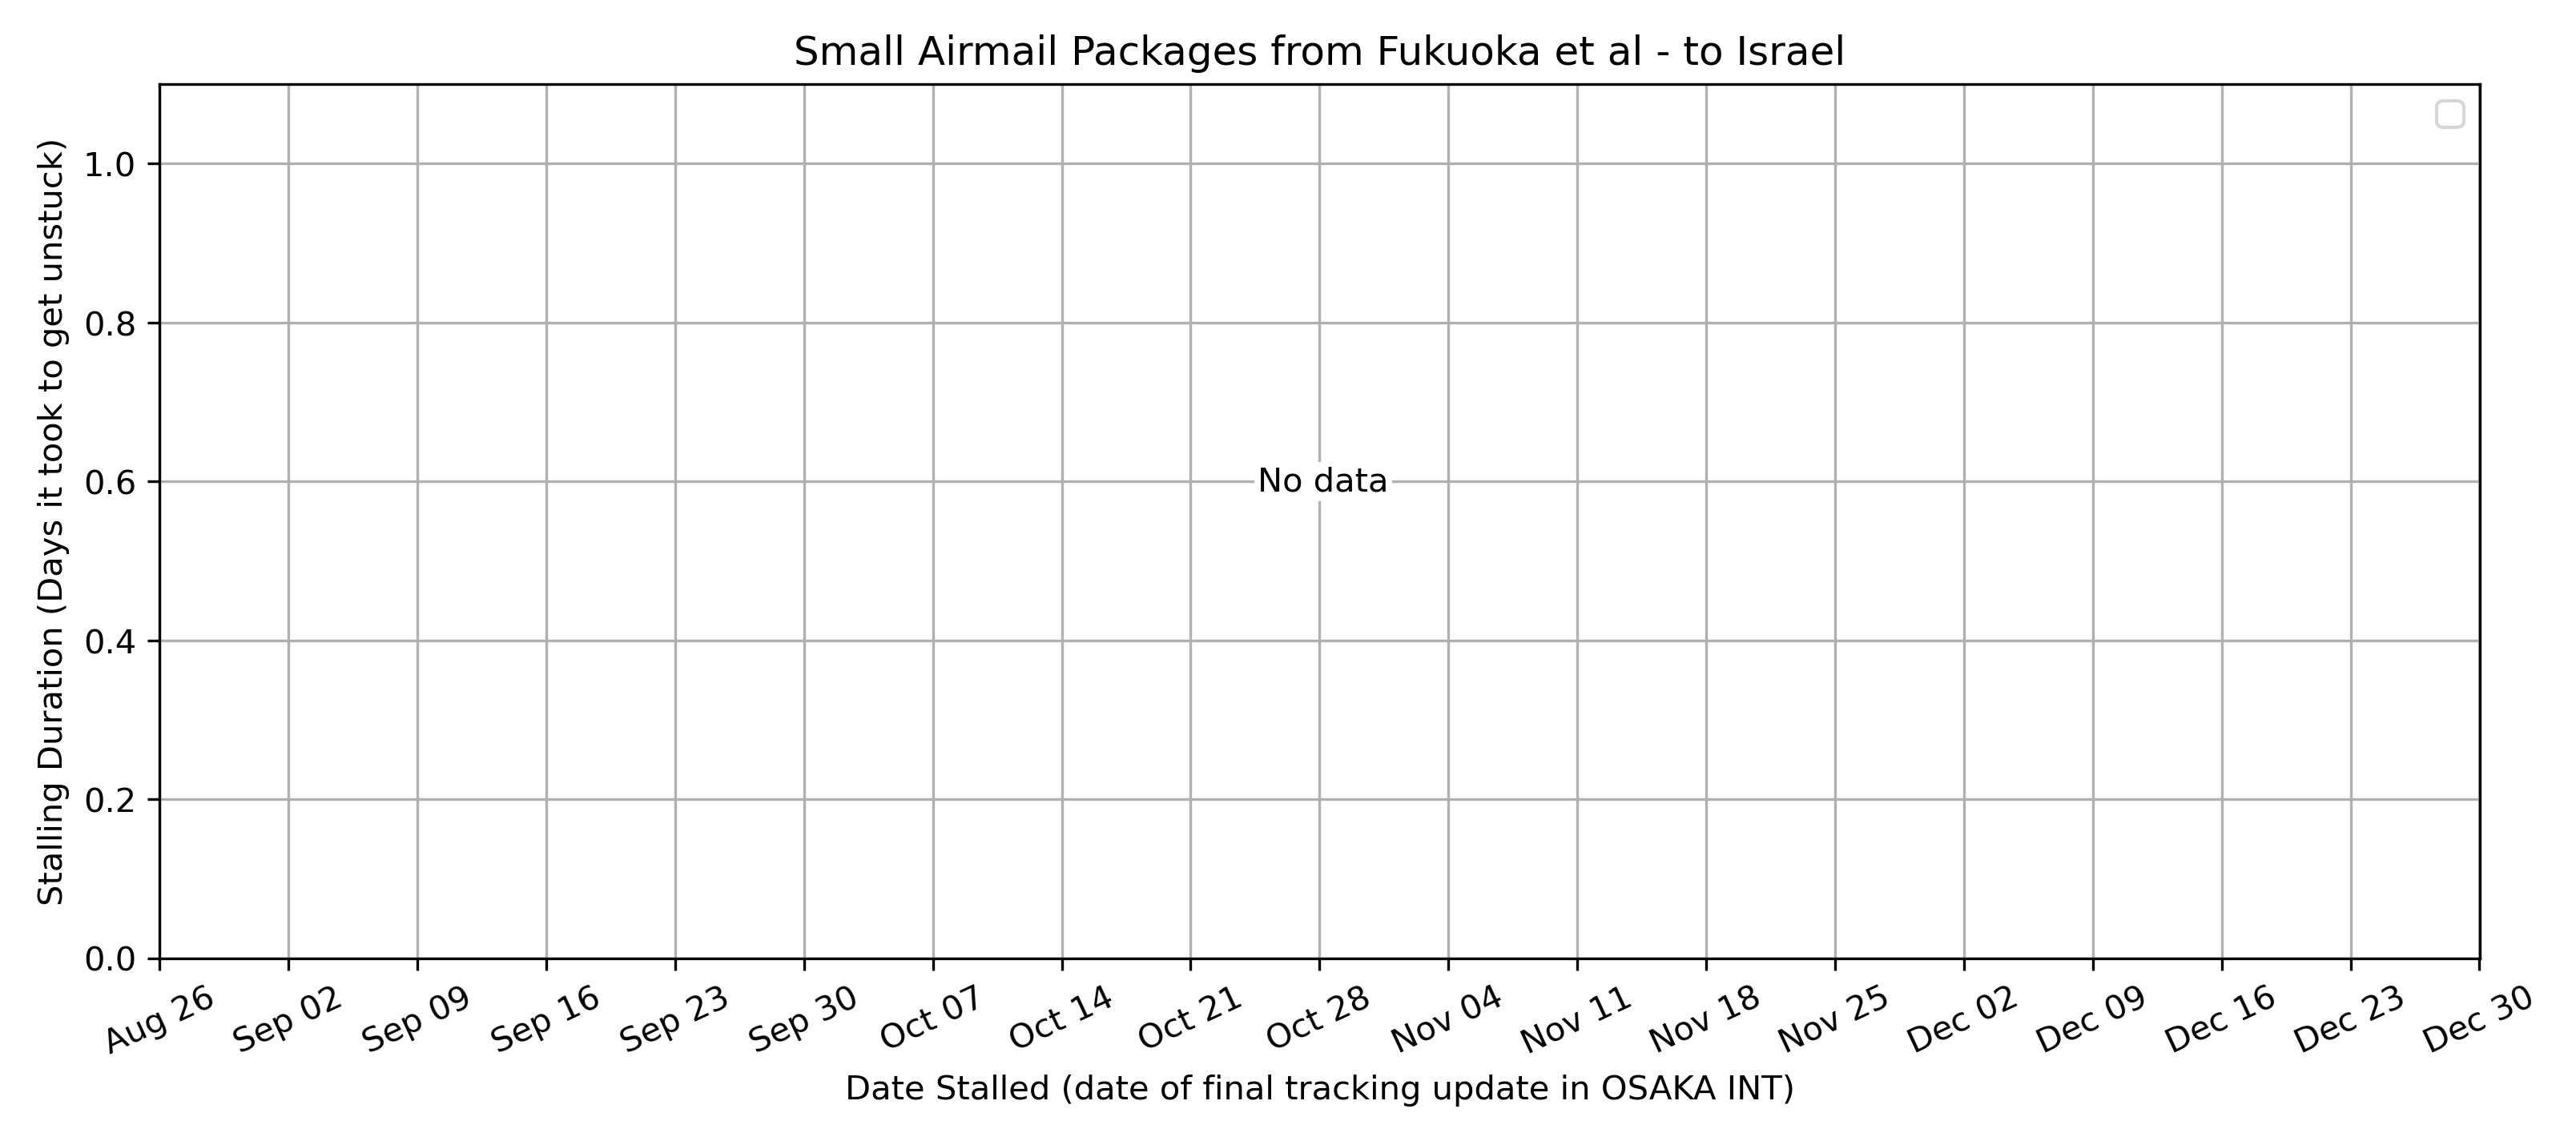 Small Airmail Packages from Fukuoka et al - to Israel
Stalling Duration (Days it took to get unstuck)
1.0
0.8
0.6
0.4
0.2
0.0
No data
Aug 26
Sep 02
Sep 09
Sep 16
Sep 23
Sep 30
Oct 07
Oct 14
Oct 21
Oct 28
Nov 04
Nov 11
Nov 18
Nov 25
Dec 02
Dec 09
Dec 16
Dec 23
Dec 30
Date Stalled (date of final tracking update in OSAKA INT)